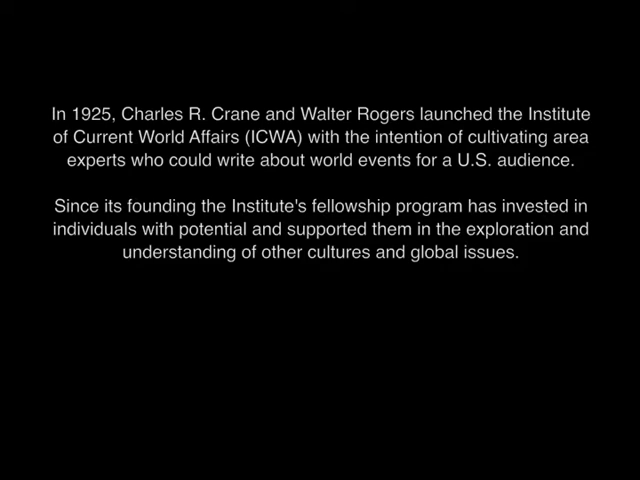 In 1925, Charles R. Crane and Walter Rogers launched the Institute
of Current World Affairs (ICWA) with the intention of cultivating area
experts who could write about world events for a U.S. audience.
Since its founding the Institute's fellowship program has invested in
individuals with potential and supported them in the exploration and
understanding of other cultures and global issues.